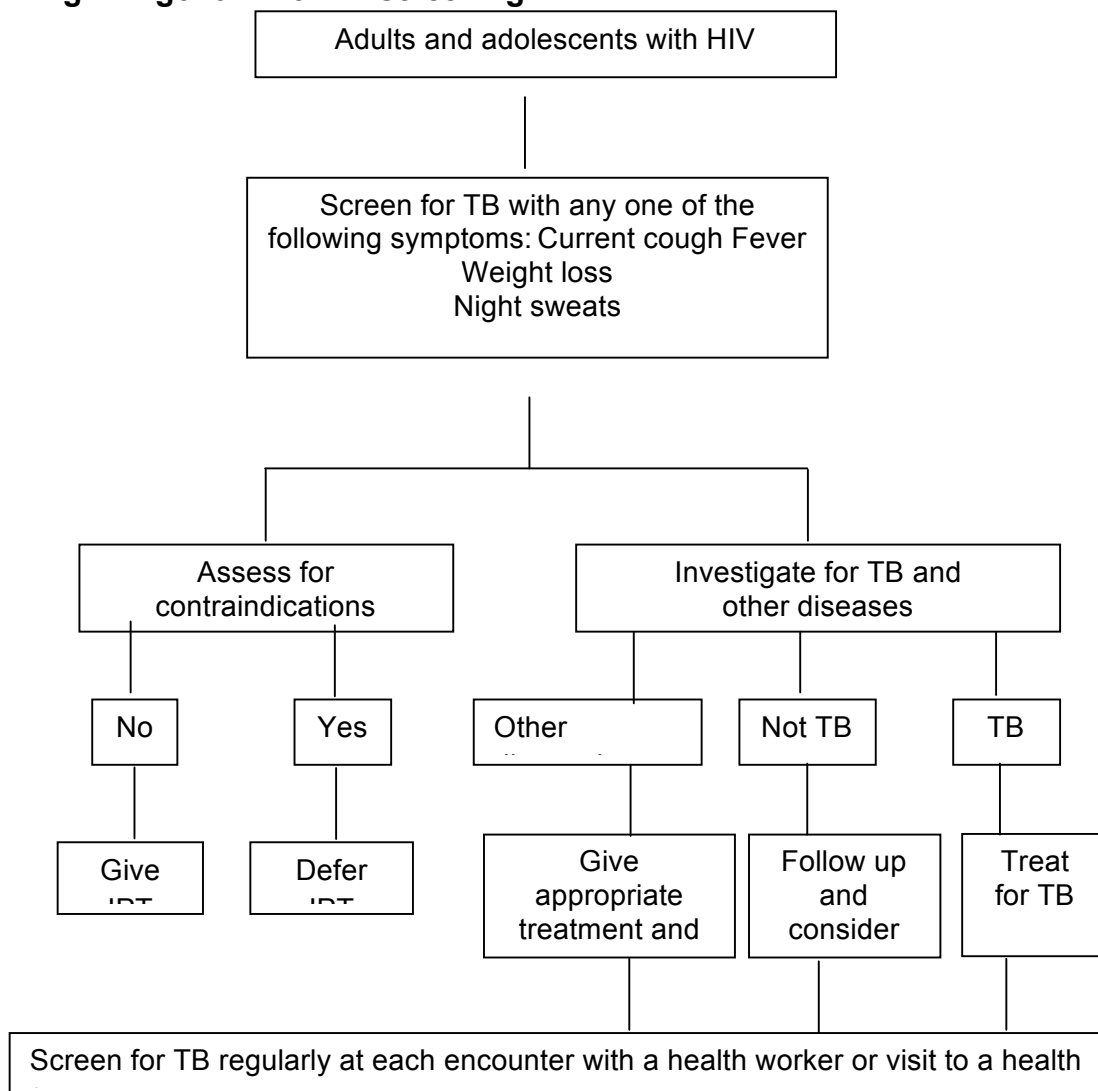 Adults and adolescents with HIV
Screen for TB with any one of the
following symptoms: Current cough Fever
Weight loss
Night sweats
Assess for
contraindications
Investigate for TB and
other diseases
No
Yes
Other
Not TB
TB
Give
Defer
Give
appropriate
treatment and
Follow up
and
consider
Treat
for TB
Screen for TB regularly at each encounter with a health worker or visit to a health